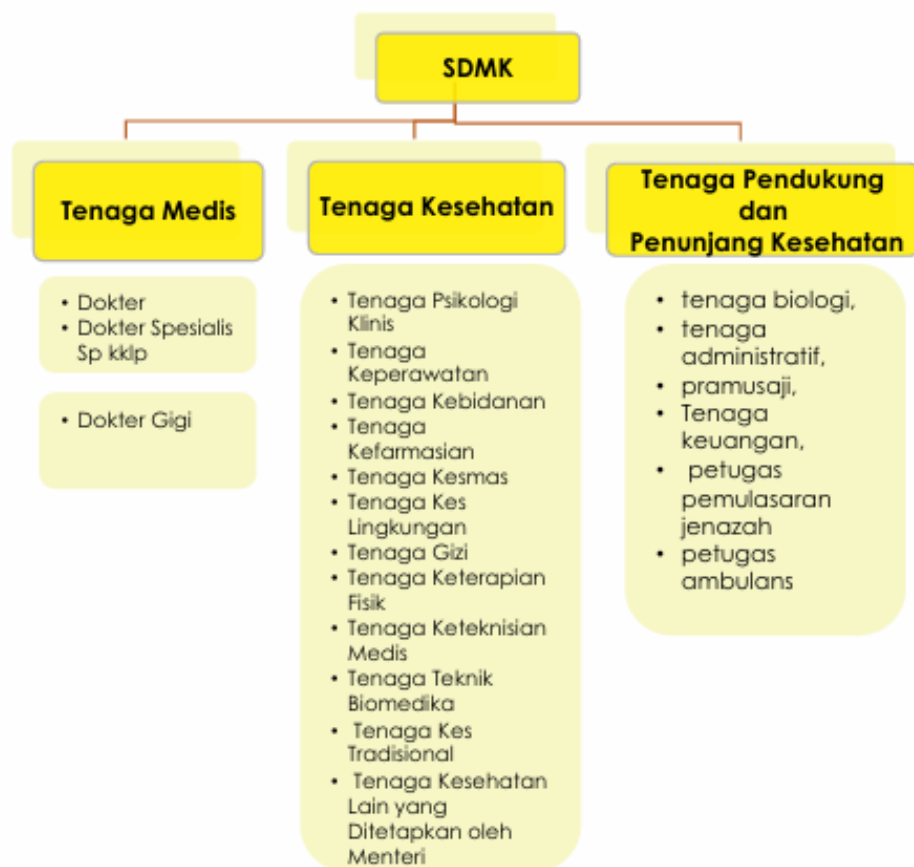 SDMK
Tenaga Medis
• Dokter
• Dokter Spesialis
Sp kklp
• Dokter Gigi
Tenaga Kesehatan
• Tenaga Psikologi
Klinis
• Tenaga
Keperawatan
• Tenaga Kebidanan
• Tenaga
Kefarmasian
• Tenaga Kesmas
• Tenaga Kes
Lingkungan
• Tenaga Gizi
• Tenaga Keterapian
Fisik
• Tenaga Keteknisian
Medis
• Tenaga Teknik
Biomedika
• Tenaga Kes
Tradisional
• Tenaga Kesehatan
Lain yang
Ditetapkan oleh
Menteri
Tenaga Pendukung
dan
Penunjang Kesehatan
• tenaga biologi,
• tenaga
administratif,
• pramusaji,
• Tenaga
keuangan,
• petugas
pemulasaran
jenazah
• petugas
ambulans